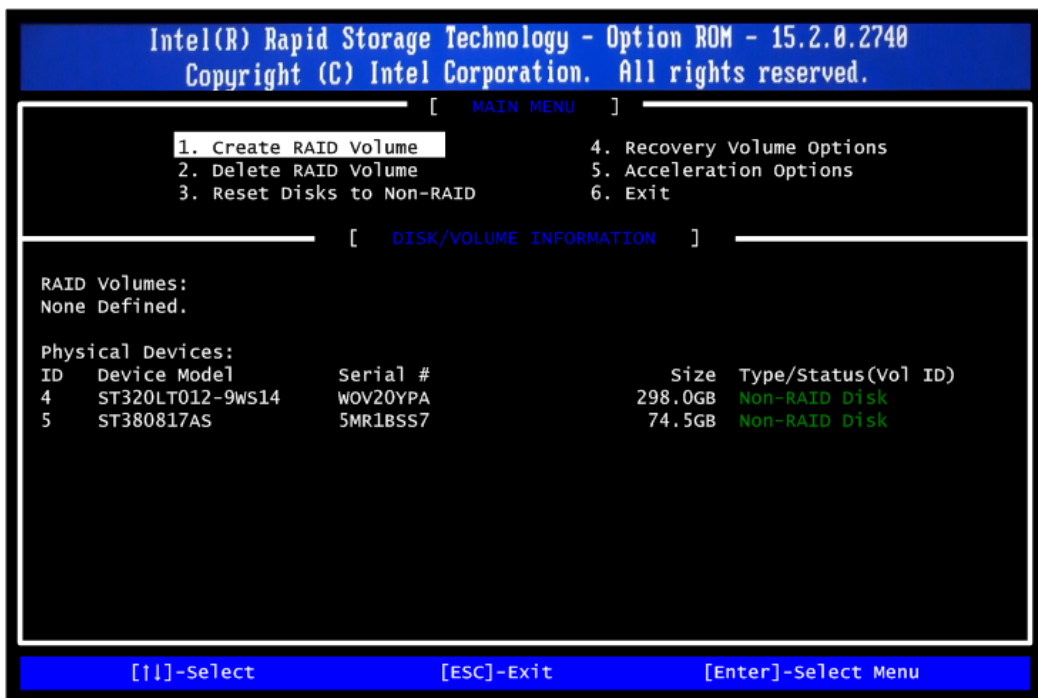 Intel(R) Rapid Storage Technology - Option ROM - 15.2.0.2740
Copyright (C) Intel Corporation. All rights reserved.
[ MAIN MENU ]
1. Create RAID Volume
2. Delete RAID Volume
3. Reset Disks to Non-RAID
4. Recovery Volume Options
5. Acceleration Options
6. Exit
[ DISK/VOLUME INFORMATION ]
RAID Volumes:
None Defined.
Physical Devices:
ID Device Model Serial # Size Type/Status(Vol ID)
4 ST320LT012-9WS14 WOV20YPA 298.0GB Non-RAID Disk
5 ST380817AS 5MR1BSS7 74.5GB Non-RAID Disk
[↑↓]-Select [ESC]-Exit [Enter]-Select Menu